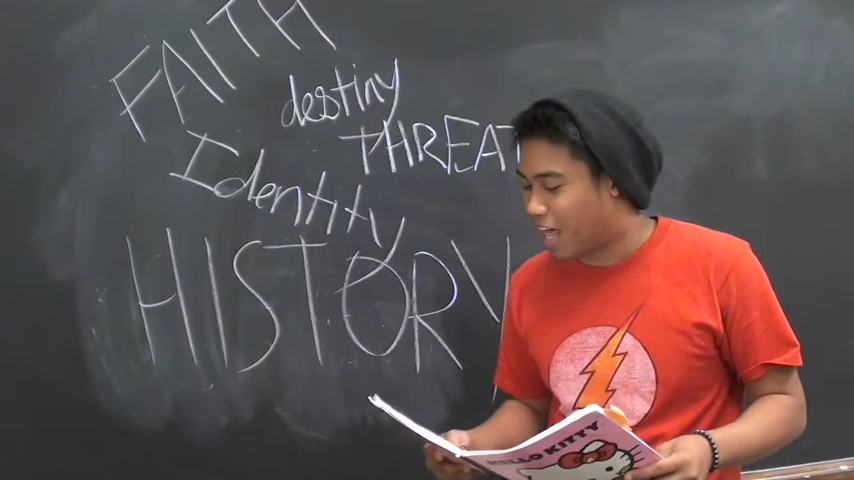 FAITH
destiny
THREAT
Identity
HISTORY
HELLO KITTY